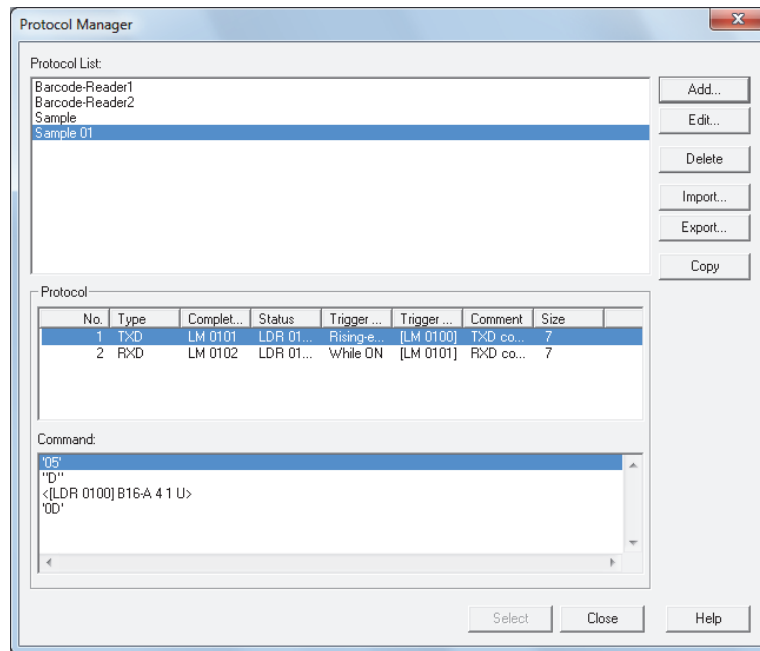 Protocol Manager
Protocol List:
Barcode-Reader1
Barcode-Reader2
Sample
Sample 01
Add...
Edit...
Delete
Import...
Export...
Copy
Protocol
No. Type Complet... Status Trigger ... Trigger ... Comment Size
1 TXD LM 0101 LDR 01... Rising-e... [LM 0100] TXD co... 7
2 RXD LM 0102 LDR 01... While ON [LM 0101] RXD co... 7
Command:
'05'
"D"
<[LDR 0100] B16-A 4 1 U>
'0D'
Select Close Help